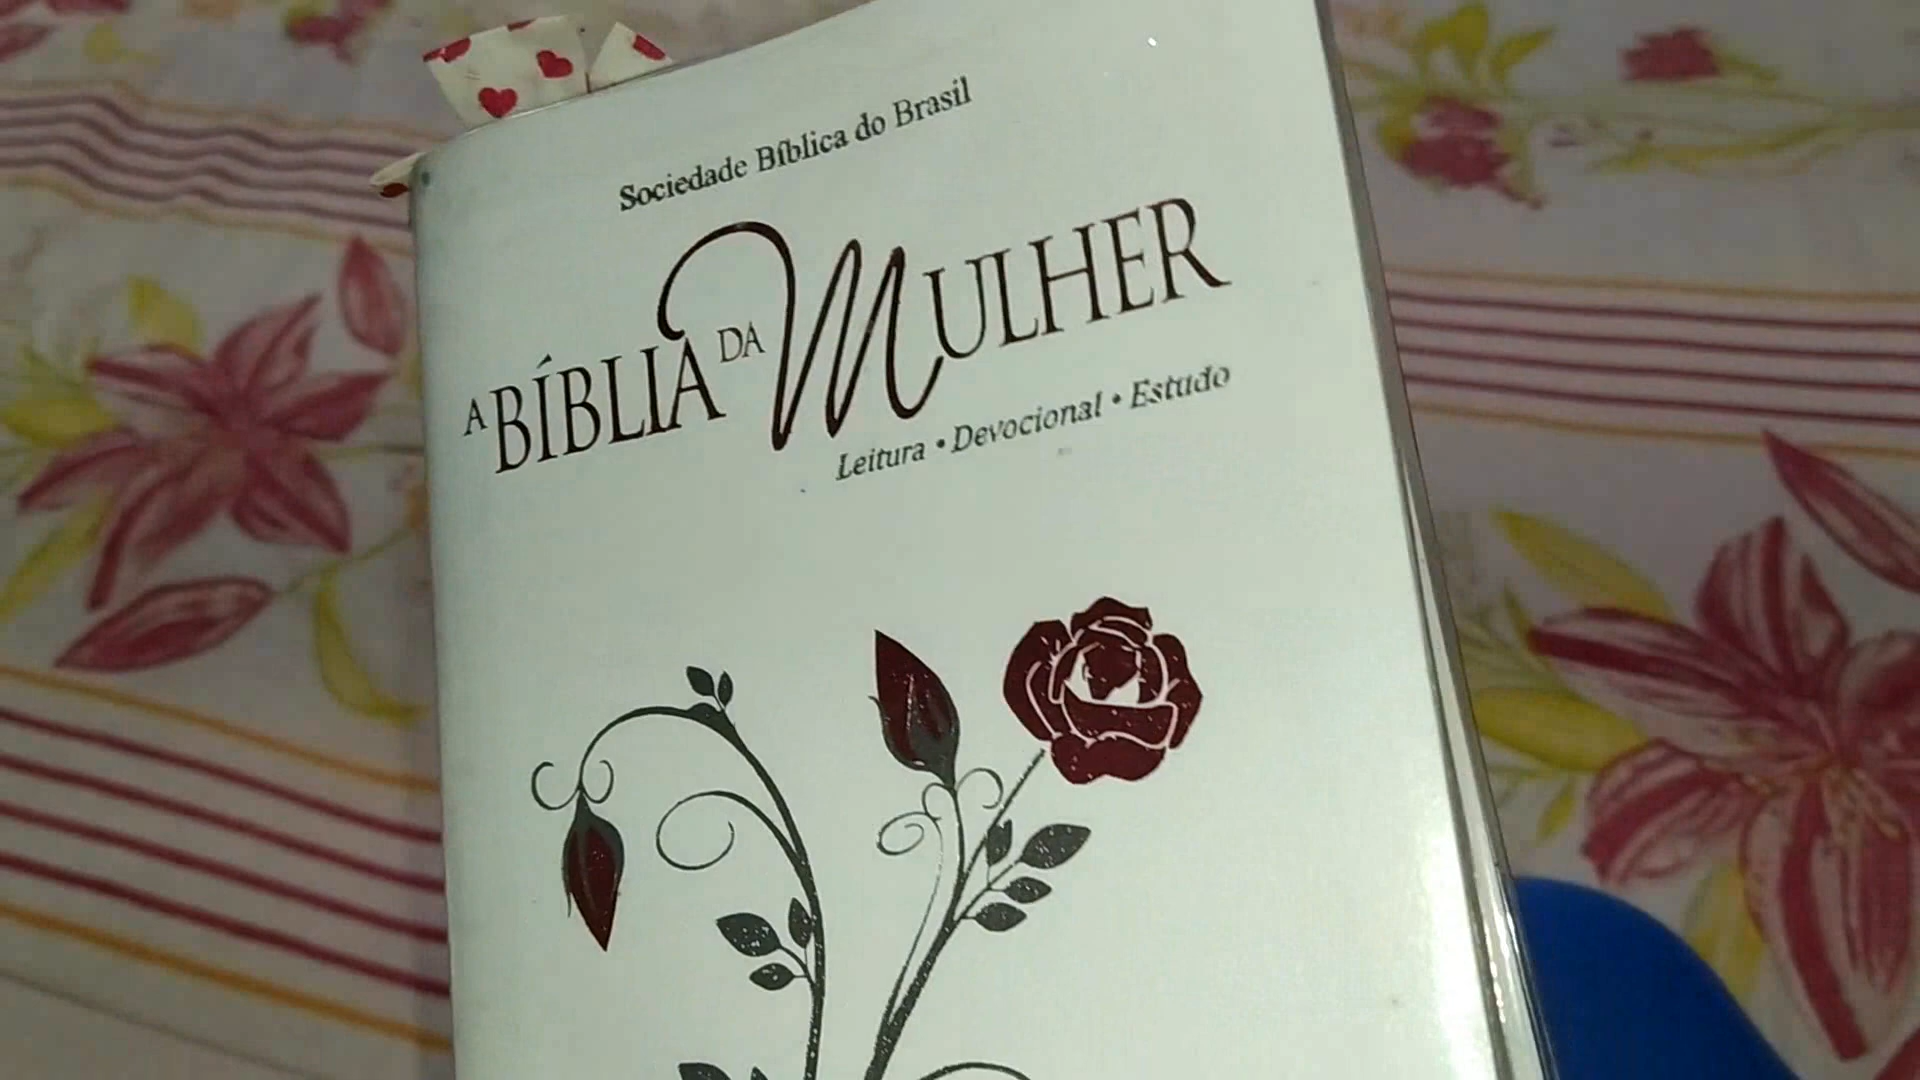 Sociedade Bíblica do Brasil
A BÍBLIA DA MULHER
Leitura • Devocional • Estudo